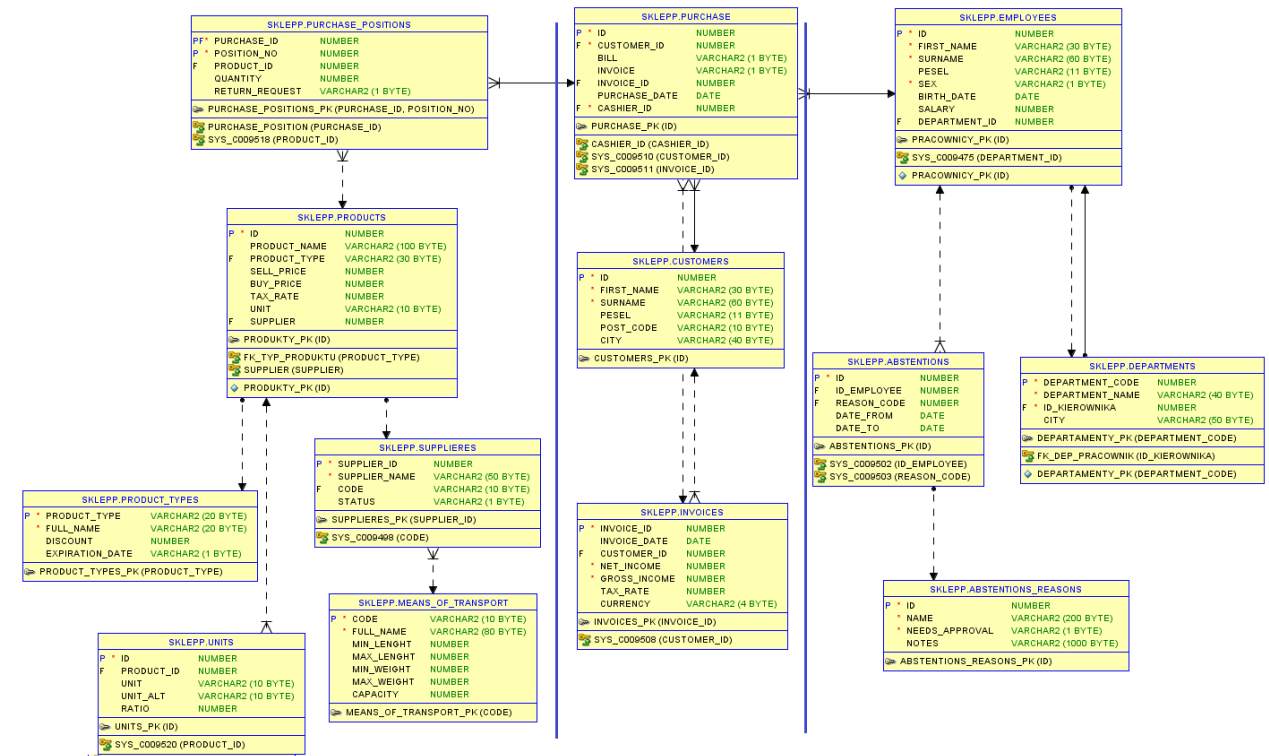 SKLEPP.PURCHASE_POSITIONS
PF* PURCHASE_ID NUMBER
P * POSITION_NO NUMBER
F PRODUCT_ID NUMBER
QUANTITY NUMBER
RETURN_REQUEST VARCHAR2 (1 BYTE)
PURCHASE_POSITIONS_PK (PURCHASE_ID, POSITION_NO)
PURCHASE_POSITION (PURCHASE_ID)
SYS_C009518 (PRODUCT_ID)
SKLEPP.PURCHASE
P * ID NUMBER
F * CUSTOMER_ID NUMBER
BILL VARCHAR2 (1 BYTE)
INVOICE VARCHAR2 (1 BYTE)
F INVOICE_ID NUMBER
PURCHASE_DATE DATE
F * CASHIER_ID NUMBER
PURCHASE_PK (ID)
CASHIER_ID (CASHIER_ID)
SYS_C009510 (CUSTOMER_ID)
SYS_C009511 (INVOICE_ID)
SKLEPP.EMPLOYEES
P * ID NUMBER
* FIRST_NAME VARCHAR2 (30 BYTE)
* SURNAME VARCHAR2 (60 BYTE)
PESEL VARCHAR2 (11 BYTE)
* SEX VARCHAR2 (1 BYTE)
BIRTH_DATE DATE
SALARY NUMBER
F DEPARTMENT_ID NUMBER
PRACOWNICY_PK (ID)
SYS_C009475 (DEPARTMENT_ID)
PRACOWNICY_PK (ID)
SKLEPP.PRODUCTS
P * ID NUMBER
PRODUCT_NAME VARCHAR2 (100 BYTE)
F PRODUCT_TYPE VARCHAR2 (30 BYTE)
SELL_PRICE NUMBER
BUY_PRICE NUMBER
TAX_RATE NUMBER
UNIT VARCHAR2 (10 BYTE)
F SUPPLIER NUMBER
PRODUKTY_PK (ID)
FK_TYP_PRODUKTU (PRODUCT_TYPE)
SUPPLIER (SUPPLIER)
PRODUKTY_PK (ID)
SKLEPP.CUSTOMERS
P * ID NUMBER
* FIRST_NAME VARCHAR2 (30 BYTE)
* SURNAME VARCHAR2 (60 BYTE)
PESEL VARCHAR2 (11 BYTE)
POST_CODE VARCHAR2 (10 BYTE)
CITY VARCHAR2 (40 BYTE)
CUSTOMERS_PK (ID)
SKLEPP.ABSTENTIONS
P * ID NUMBER
F ID_EMPLOYEE NUMBER
F REASON_CODE NUMBER
DATE_FROM DATE
DATE_TO DATE
ABSTENTIONS_PK (ID)
SYS_C009502 (ID_EMPLOYEE)
SYS_C009503 (REASON_CODE)
SKLEPP.DEPARTMENTS
P * DEPARTMENT_CODE NUMBER
* DEPARTMENT_NAME VARCHAR2 (40 BYTE)
F * ID_KIEROWNIKA NUMBER
CITY VARCHAR2 (50 BYTE)
DEPARTAMENTY_PK (DEPARTMENT_CODE)
FK_DEP_PRACOWNIK (ID_KIEROWNIKA)
DEPARTAMENTY_PK (DEPARTMENT_CODE)
SKLEPP.SUPPLIERES
P * SUPPLIER_ID NUMBER
* SUPPLIER_NAME VARCHAR2 (50 BYTE)
F CODE VARCHAR2 (10 BYTE)
STATUS VARCHAR2 (1 BYTE)
SUPPLIERES_PK (SUPPLIER_ID)
SYS_C009498 (CODE)
SKLEPP.PRODUCT_TYPES
P * PRODUCT_TYPE VARCHAR2 (20 BYTE)
* FULL_NAME VARCHAR2 (20 BYTE)
DISCOUNT NUMBER
EXPIRATION_DATE VARCHAR2 (1 BYTE)
PRODUCT_TYPES_PK (PRODUCT_TYPE)
SKLEPP.INVOICES
P * INVOICE_ID NUMBER
INVOICE_DATE DATE
F CUSTOMER_ID NUMBER
* NET_INCOME NUMBER
* GROSS_INCOME NUMBER
TAX_RATE NUMBER
CURRENCY VARCHAR2 (4 BYTE)
INVOICES_PK (INVOICE_ID)
SYS_C009508 (CUSTOMER_ID)
SKLEPP.ABSTENTIONS_REASONS
P * ID NUMBER
* NAME VARCHAR2 (200 BYTE)
* NEEDS_APPROVAL VARCHAR2 (1 BYTE)
NOTES VARCHAR2 (1000 BYTE)
ABSTENTIONS_REASONS_PK (ID)
SKLEPP.MEANS_OF_TRANSPORT
P * CODE VARCHAR2 (10 BYTE)
* FULL_NAME VARCHAR2 (80 BYTE)
MIN_LENGHT NUMBER
MAX_LENGHT NUMBER
MIN_WEIGHT NUMBER
MAX_WEIGHT NUMBER
CAPACITY NUMBER
MEANS_OF_TRANSPORT_PK (CODE)
SKLEPP.UNITS
P * ID NUMBER
F PRODUCT_ID NUMBER
UNIT VARCHAR2 (10 BYTE)
UNIT_ALT VARCHAR2 (10 BYTE)
RATIO NUMBER
UNITS_PK (ID)
SYS_C009520 (PRODUCT_ID)